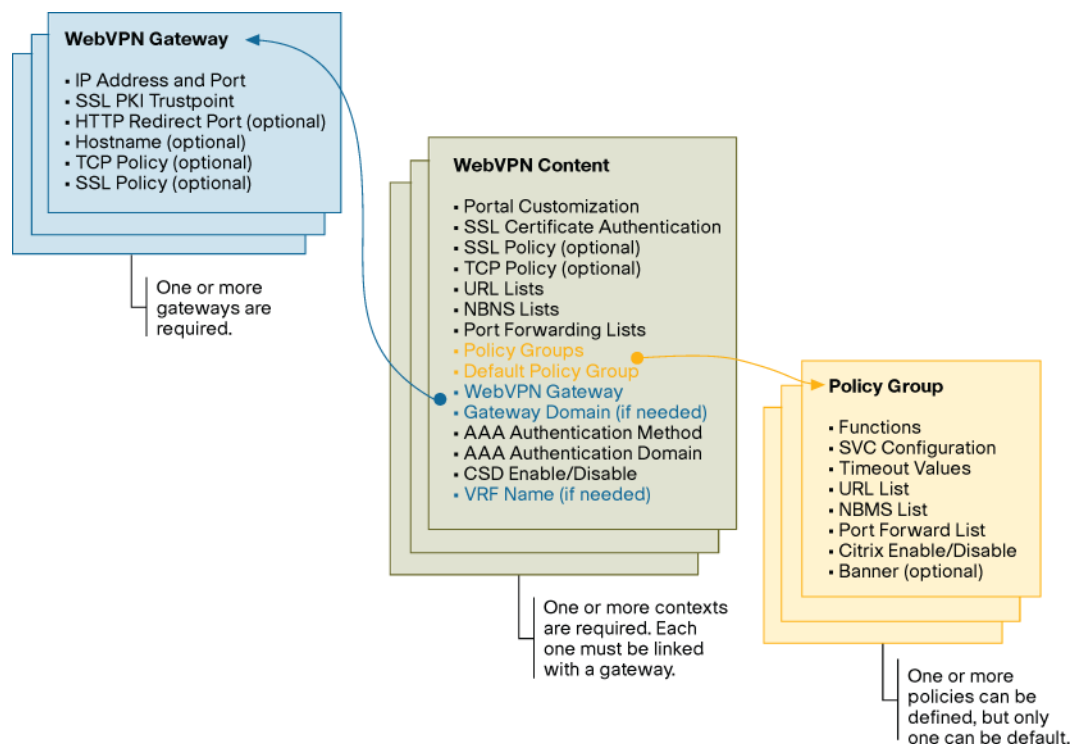 WebVPN Gateway
▪ IP Address and Port
▪ SSL PKI Trustpoint
▪ HTTP Redirect Port (optional)
▪ Hostname (optional)
▪ TCP Policy (optional)
▪ SSL Policy (optional)
One or more
gateways are
required.
WebVPN Content
▪ Portal Customization
▪ SSL Certificate Authentication
▪ SSL Policy (optional)
▪ TCP Policy (optional)
▪ URL Lists
▪ NBNS Lists
▪ Port Forwarding Lists
▪ Policy Groups
▪ Default Policy Group
▪ WebVPN Gateway
▪ Gateway Domain (if needed)
▪ AAA Authentication Method
▪ AAA Authentication Domain
▪ CSD Enable/Disable
▪ VRF Name (if needed)
One or more contexts
are required. Each
one must be linked
with a gateway.
Policy Group
▪ Functions
▪ SVC Configuration
▪ Timeout Values
▪ URL List
▪ NBMS List
▪ Port Forward List
▪ Citrix Enable/Disable
▪ Banner (optional)
One or more
policies can be
defined, but only
one can be default.